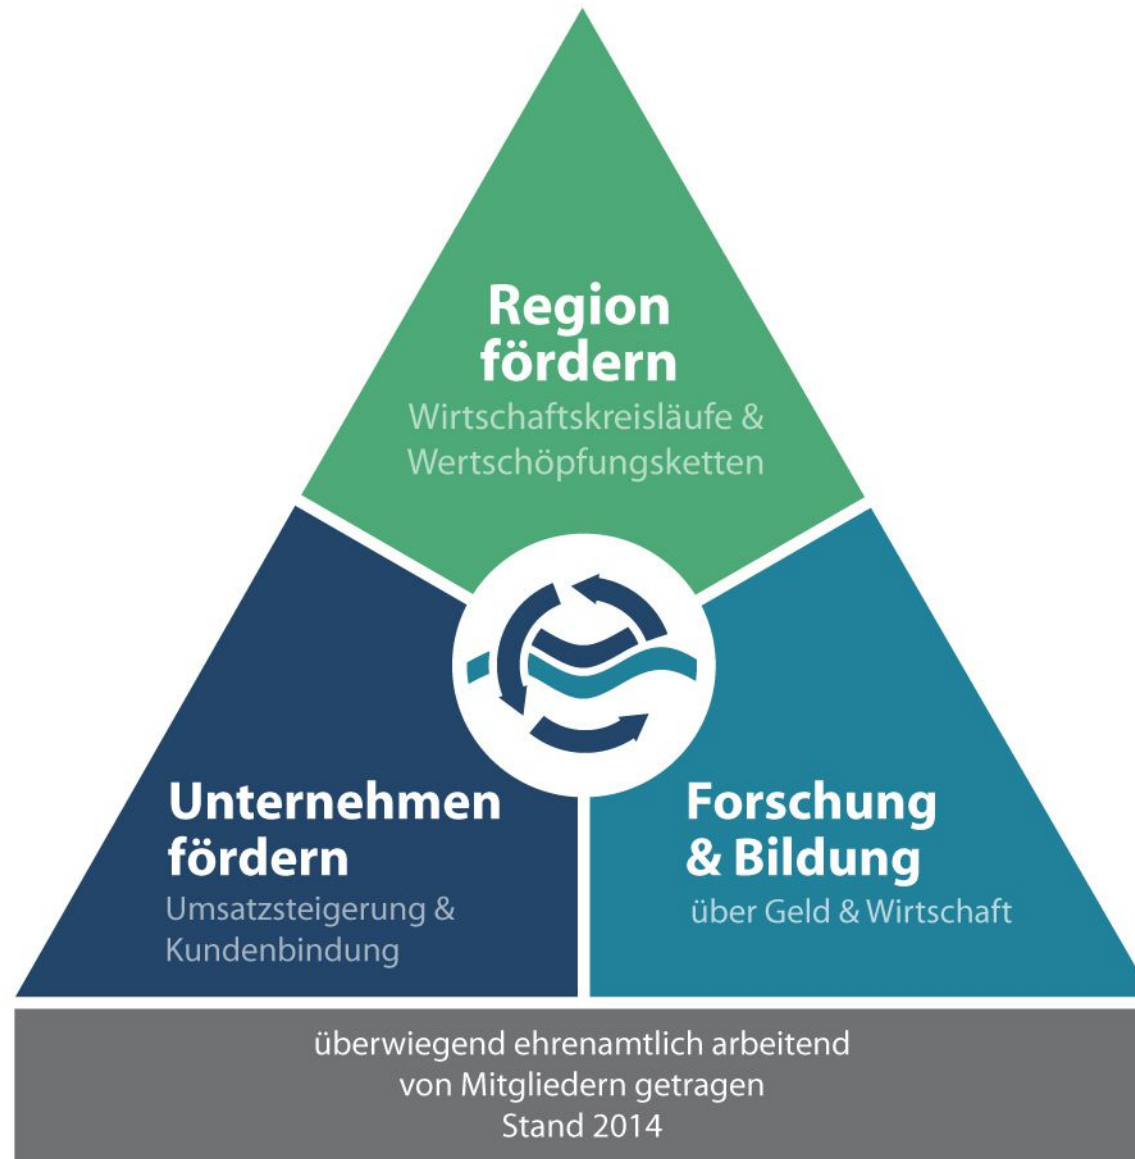 Region
fördern
Wirtschaftskreisläufe &
Wertschöpfungsketten
Unternehmen
fördern
Umsatzsteigerung &
Kundenbindung
Forschung
& Bildung
über Geld & Wirtschaft
überwiegend ehrenamtlich arbeitend
von Mitgliedern getragen
Stand 2014